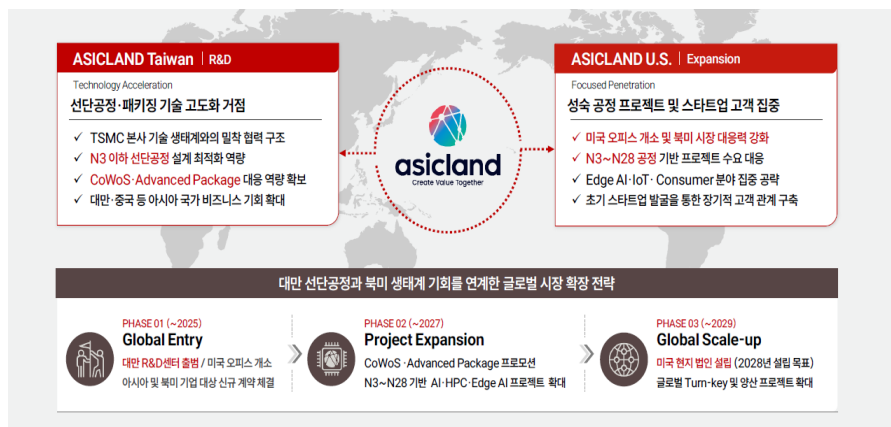 ASICLAND Taiwan | R&D
Technology Acceleration
선단공정·패키징 기술 고도화 거점
✓ TSMC 본사 기술 생태계와의 밀착 협력 구조
✓ N3 이하 선단공정 설계 최적화 역량
✓ CoWoS·Advanced Package 대응 역량 확보
✓ 대만·중국 등 아시아 국가 비즈니스 기회 확대
asicland
Create Value Together
ASICLAND U.S. | Expansion
Focused Penetration
성숙 공정 프로젝트 및 스타트업 고객 집중
✓ 미국 오피스 개소 및 북미 시장 대응력 강화
✓ N3~N28 공정 기반 프로젝트 수요 대응
✓ Edge AI·IoT· Consumer 분야 집중 공략
✓ 초기 스타트업 발굴을 통한 장기적 고객 관계 구축
대만 선단공정과 북미 생태계 기회를 연계한 글로벌 시장 확장 전략
PHASE 01 (~2025)
Global Entry
대만 R&D센터 출범 / 미국 오피스 개소
아시아 및 북미 기업 대상 신규 계약 체결
PHASE 02 (~2027)
Project Expansion
CoWoS ·Advanced Package 프로모션
N3~N28 기반 AI·HPC·Edge AI 프로젝트 확대
PHASE 03 (~2029)
Global Scale-up
미국 현지 법인 설립 (2028년 설립 목표)
글로벌 Turn-key 및 양산 프로젝트 확대